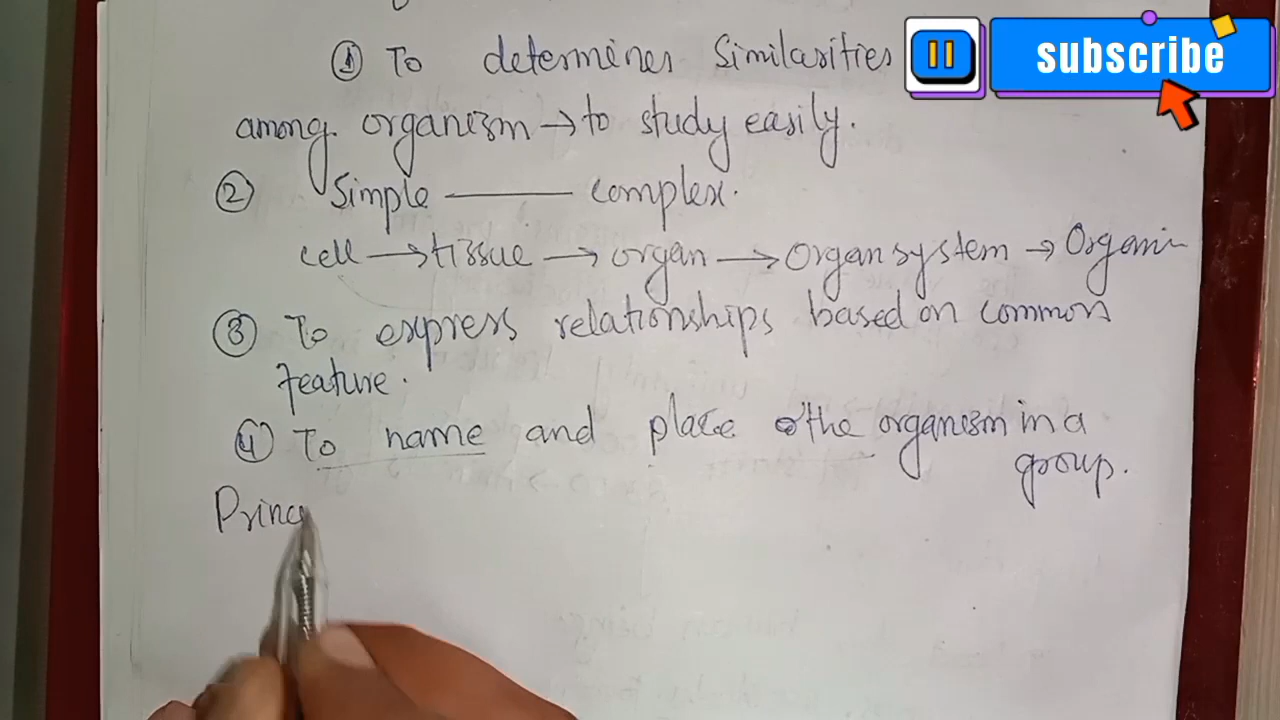 ① To determines Similarities
among organism → to study easily.
② Simple —— complex.
cell → tissue → organ → Organ system → Organi
③ To express relationships based on common
feature.
④ To name and place the organism in a
group.
Princ
subscribe